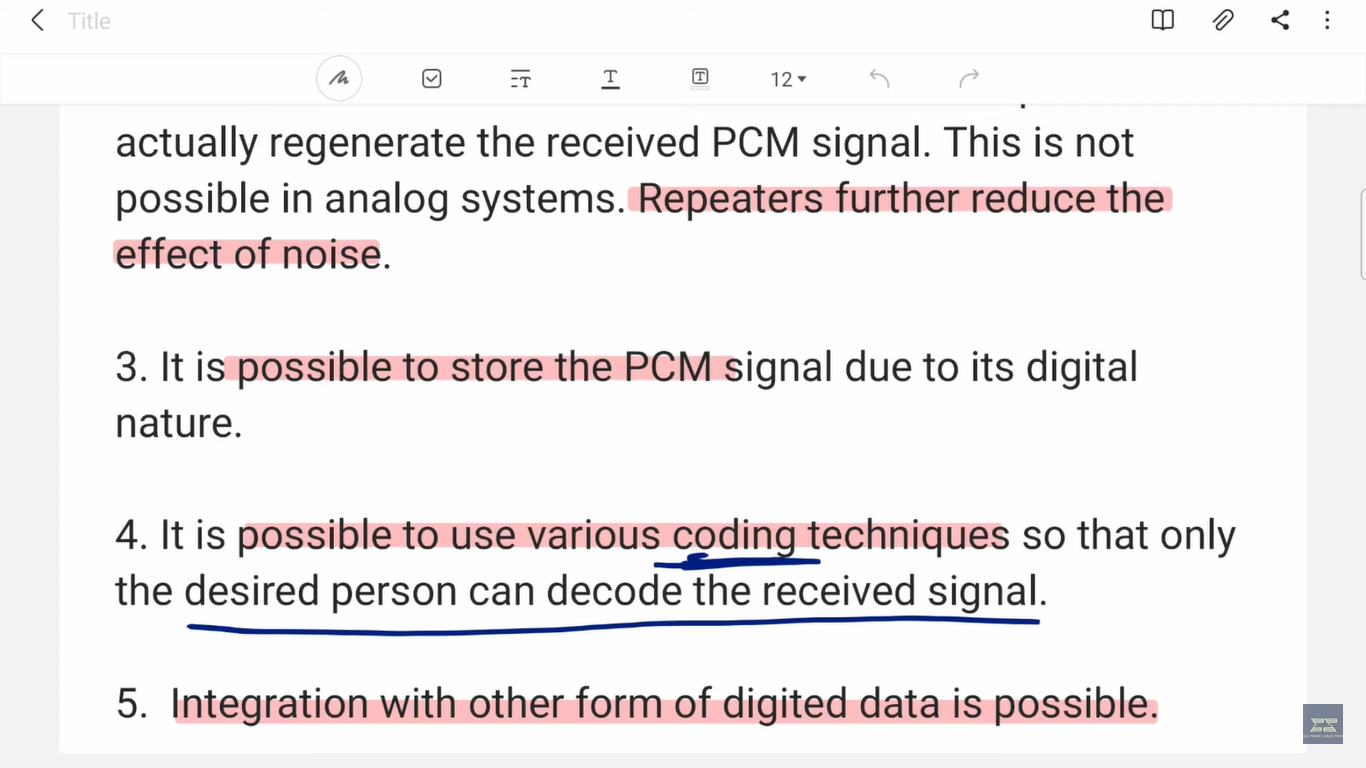 Title
12
actually regenerate the received PCM signal. This is not
possible in analog systems. Repeaters further reduce the
effect of noise.
3. It is possible to store the PCM signal due to its digital
nature.
4. It is possible to use various coding techniques so that only
the desired person can decode the received signal.
5. Integration with other form of digited data is possible.